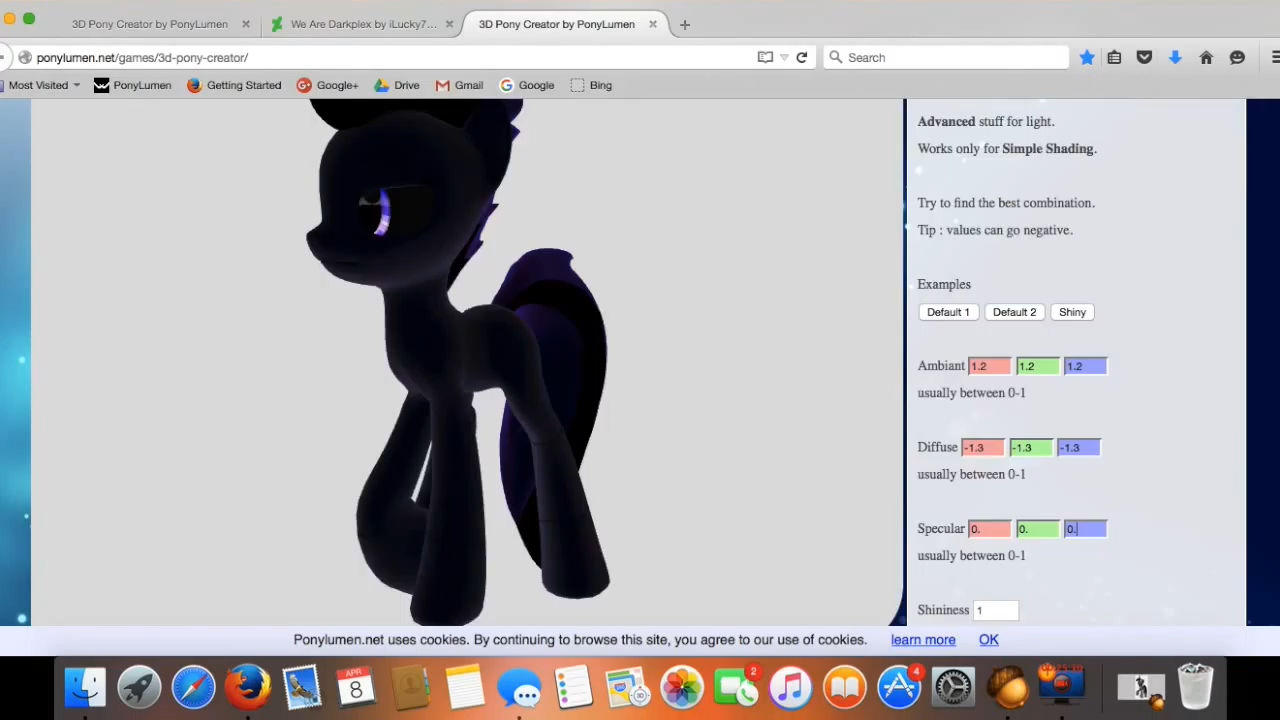 3D Pony Creator by PonyLumen
We Are Darkplex by iLucky7...
3D Pony Creator by PonyLumen
ponylumen.net/games/3d-pony-creator/
Search
Most Visited
PonyLumen
Getting Started
Google+
Drive
Gmail
Google
Bing
Advanced stuff for light.
Works only for Simple Shading.
Try to find the best combination.
Tip : values can go negative.
Examples
Default 1 Default 2 Shiny
Ambiant 1.2 1.2 1.2
usually between 0-1
Diffuse -1.3 -1.3 -1.3
usually between 0-1
Specular 0. 0. 0.
usually between 0-1
Shininess 1
Ponylumen.net uses cookies. By continuing to browse this site, you agree to our use of cookies. learn more OK
APR
8
2
4